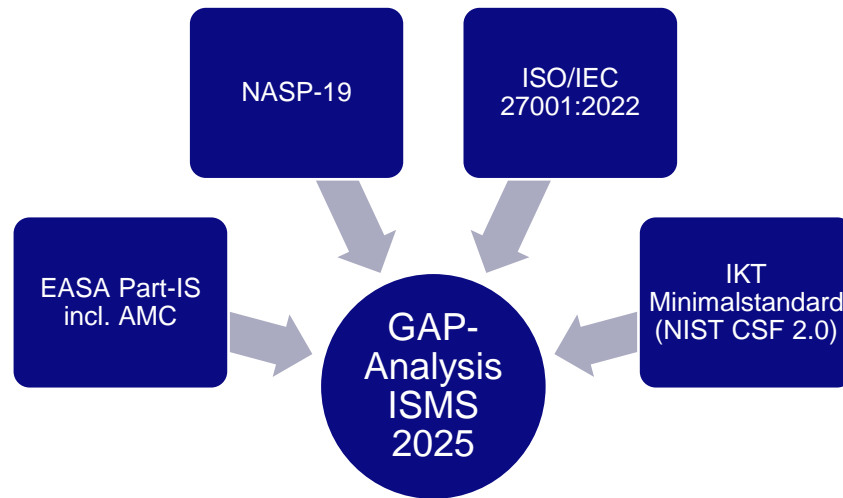 NASP-19
ISO/IEC
27001:2022
EASA Part-IS
incl. AMC
IKT
Minimalstandard
(NIST CSF 2.0)
GAP-
Analysis
ISMS
2025